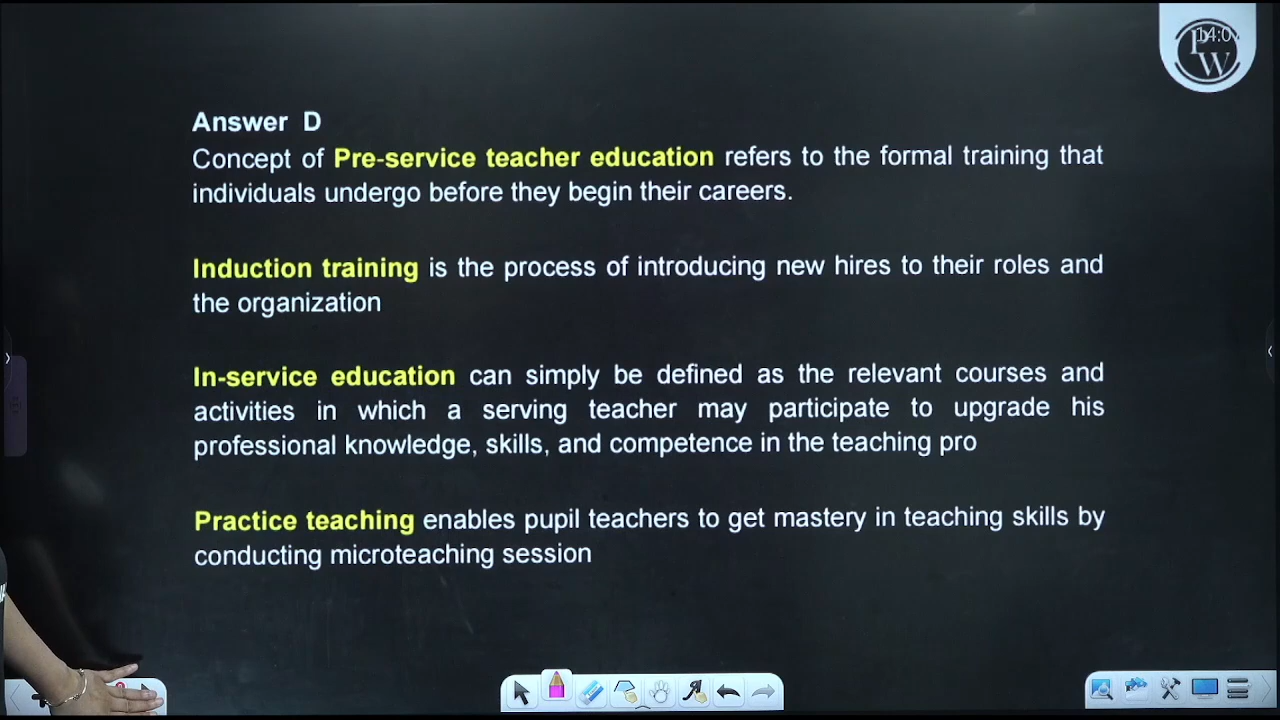 14:0
PW
Answer D
Concept of Pre-service teacher education refers to the formal training that
individuals undergo before they begin their careers.
Induction training is the process of introducing new hires to their roles and
the organization
In-service education can simply be defined as the relevant courses and
activities in which a serving teacher may participate to upgrade his
professional knowledge, skills, and competence in the teaching pro
Practice teaching enables pupil teachers to get mastery in teaching skills by
conducting microteaching session